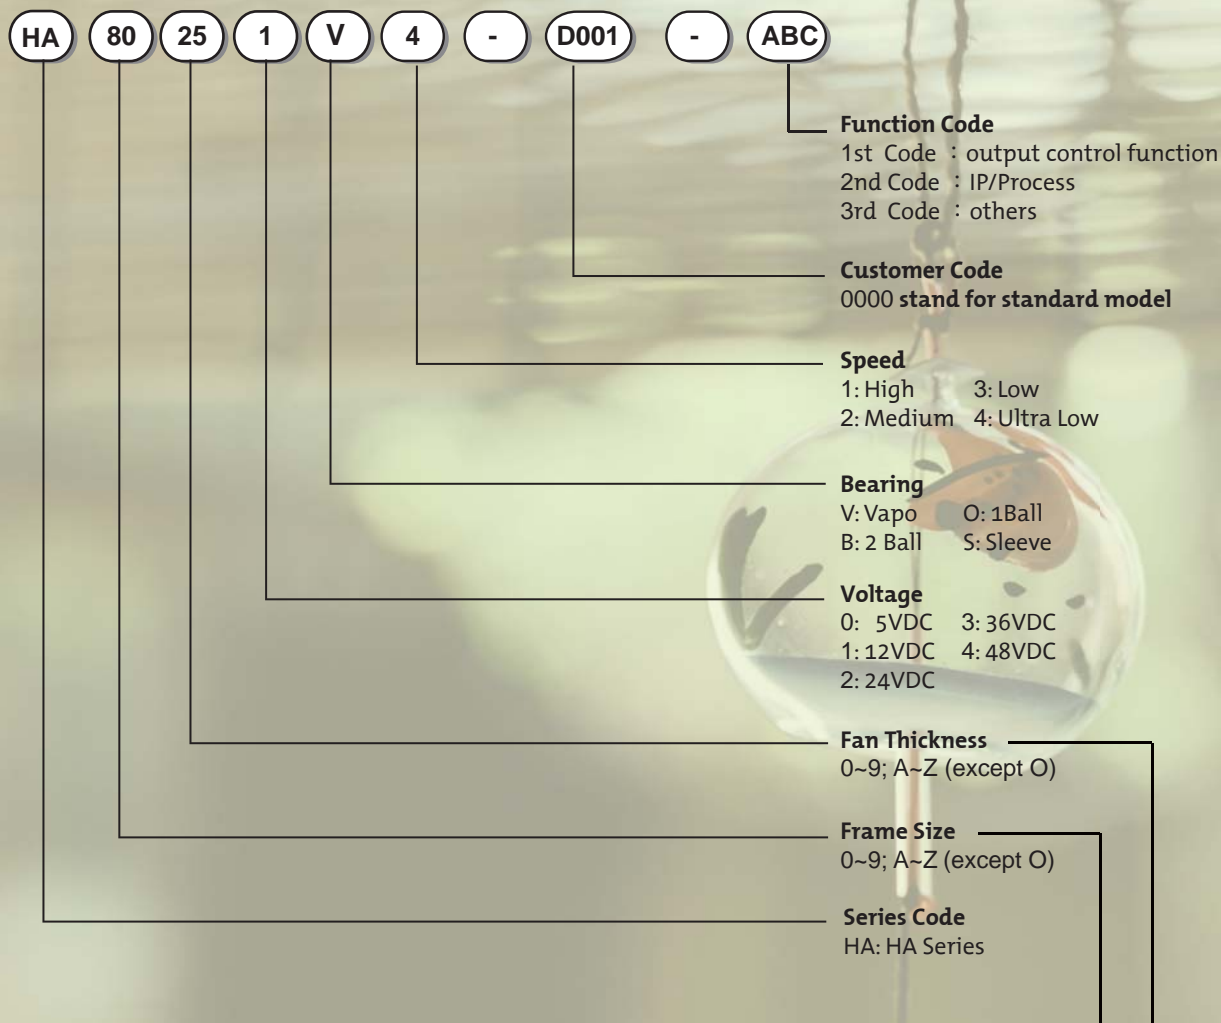 HA 80 25 1 V 4 - D001 - ABC
Function Code
1st Code : output control function
2nd Code : IP/Process
3rd Code : others
Customer Code
0000 stand for standard model
Speed
1: High 3: Low
2: Medium 4: Ultra Low
Bearing
V: Vapo O: 1Ball
B: 2 Ball S: Sleeve
Voltage
0: 5VDC 3: 36VDC
1: 12VDC 4: 48VDC
2: 24VDC
Fan Thickness
0~9; A~Z (except O)
Frame Size
0~9; A~Z (except O)
Series Code
HA: HA Series